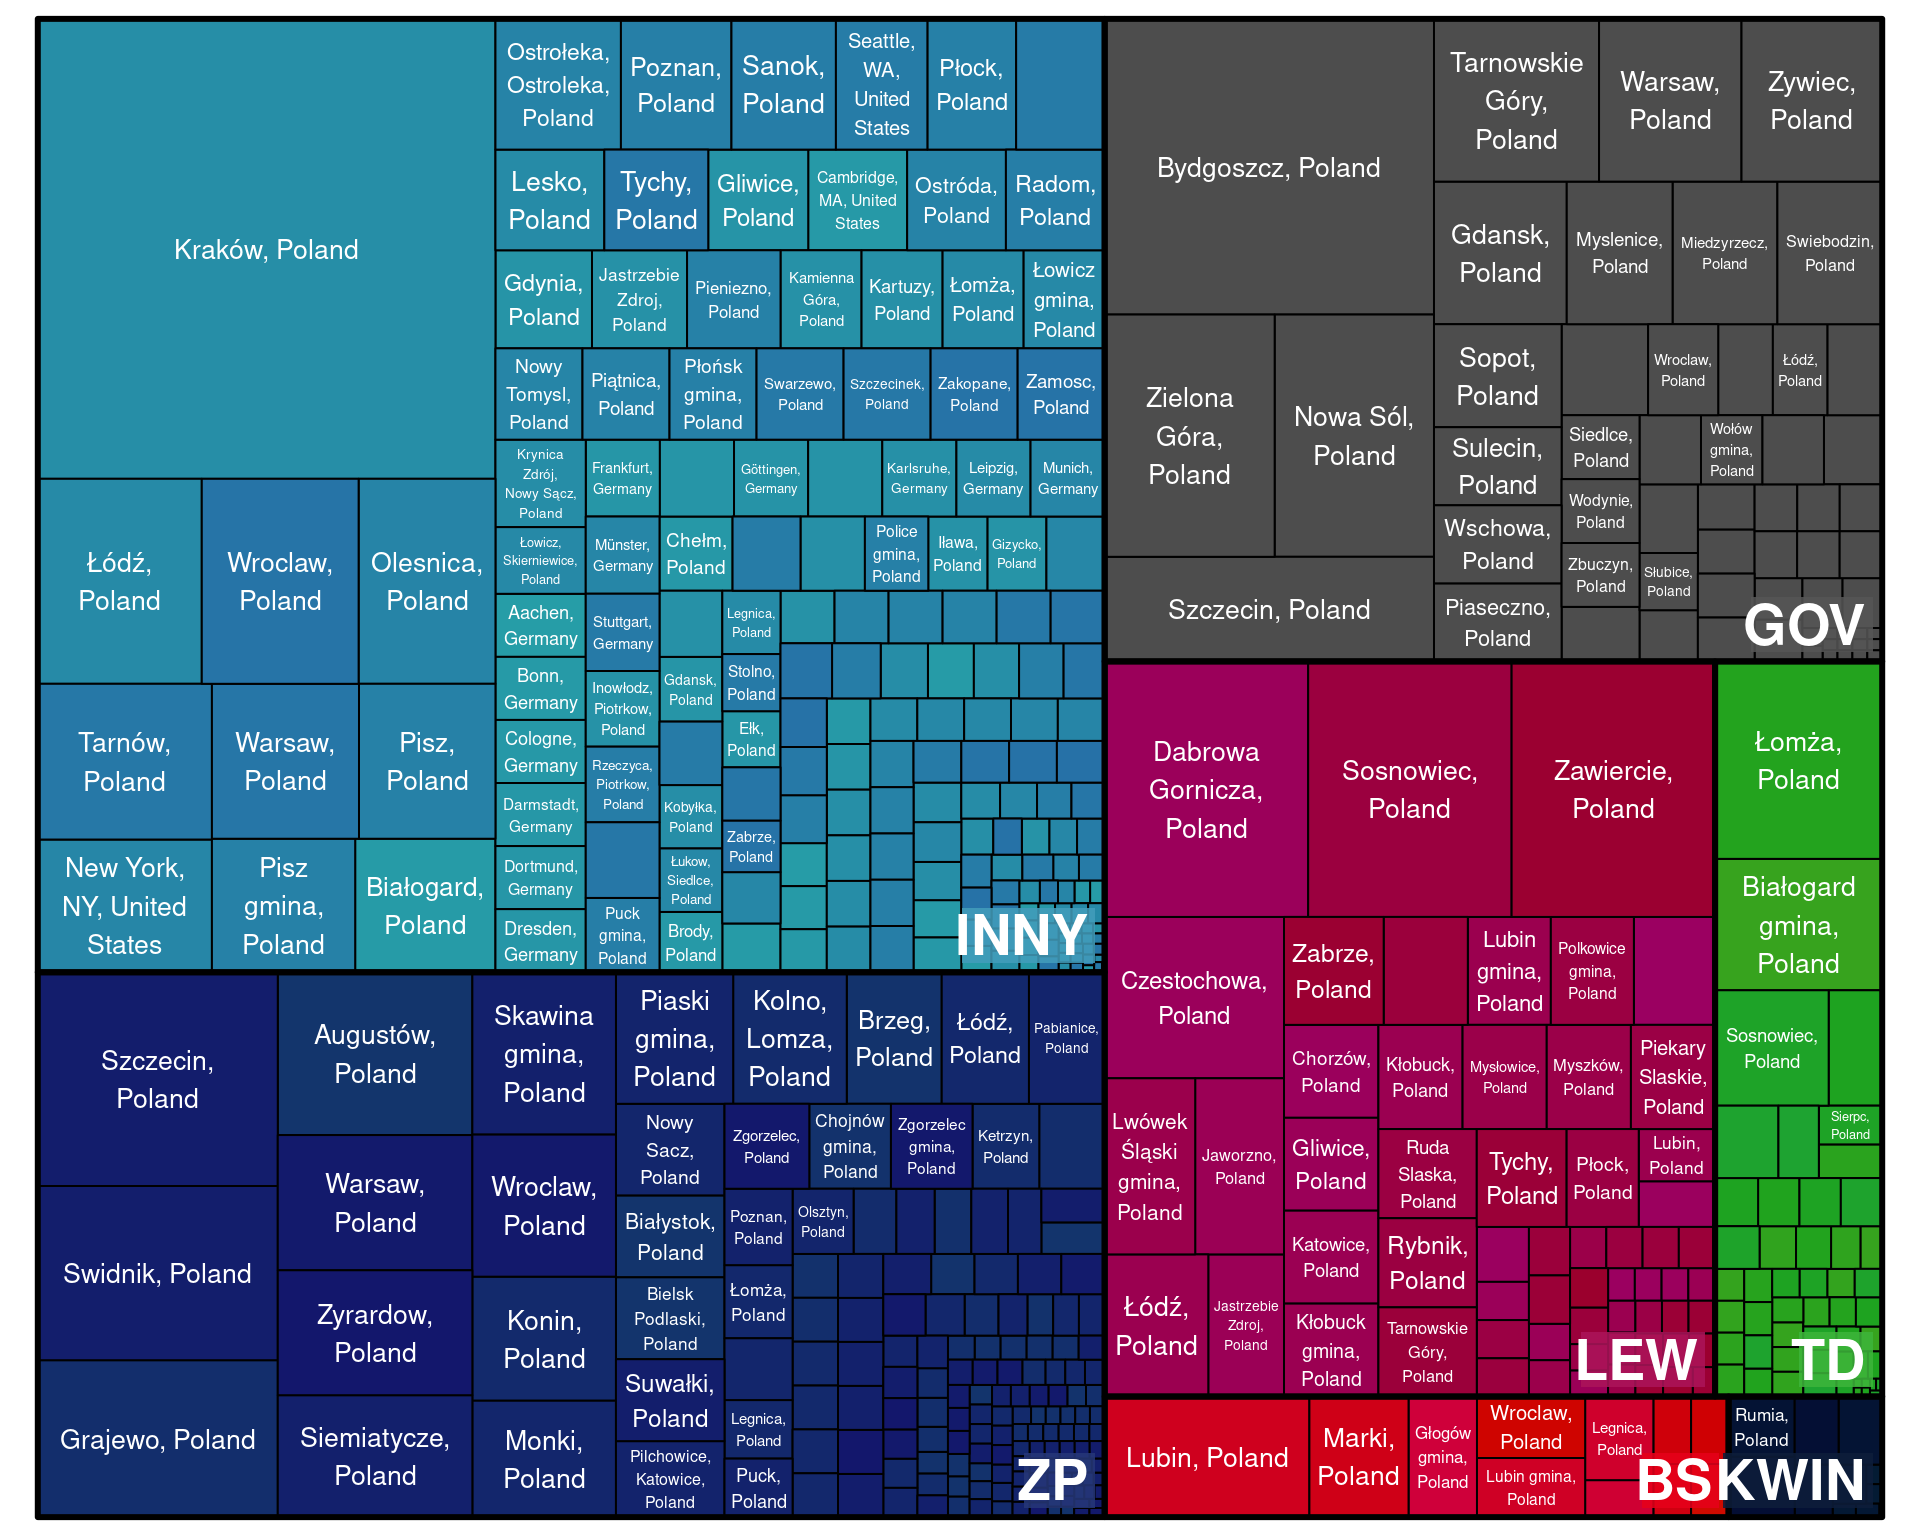 Kraków, Poland
Łódź,
Poland
Wroclaw,
Poland
Olesnica,
Poland
Tarnów,
Poland
Warsaw,
Poland
Pisz,
Poland
New York,
NY, United
States
Pisz
gmina,
Poland
Białogard,
Poland
Ostrołeka,
Ostroleka,
Poland
Poznan,
Poland
Sanok,
Poland
Seattle,
WA,
United
States
Płock,
Poland
Lesko,
Poland
Tychy,
Poland
Gliwice,
Poland
Cambridge,
MA, United
States
Ostróda,
Poland
Radom,
Poland
Gdynia,
Poland
Jastrzebie
Zdroj,
Poland
Pieniezno,
Poland
Kamienna
Góra,
Poland
Kartuzy,
Poland
Łomża,
Poland
Łowicz
gmina,
Poland
Nowy
Tomysl,
Poland
Piątnica,
Poland
Płońsk
gmina,
Poland
Swarzewo,
Poland
Szczecinek,
Poland
Zakopane,
Poland
Zamosc,
Poland
Krynica
Zdrój,
Nowy Sącz,
Poland
Frankfurt,
Germany
Göttingen,
Germany
Karlsruhe,
Germany
Leipzig,
Germany
Munich,
Germany
Łowicz,
Skierniewice,
Poland
Münster,
Germany
Chełm,
Poland
Police
gmina,
Poland
Iława,
Poland
Gizycko,
Poland
Aachen,
Germany
Stuttgart,
Germany
Legnica,
Poland
Bonn,
Germany
Inowłodz,
Piotrkow,
Poland
Gdansk,
Poland
Stolno,
Poland
Cologne,
Germany
Ełk,
Poland
Darmstadt,
Germany
Rzeczyca,
Piotrkow,
Poland
Kobyłka,
Poland
Zabrze,
Poland
Dortmund,
Germany
Łukow,
Siedlce,
Poland
Dresden,
Germany
Puck
gmina,
Poland
Brody,
Poland
INNY
Bydgoszcz, Poland
Tarnowskie
Góry,
Poland
Warsaw,
Poland
Zywiec,
Poland
Gdansk,
Poland
Myslenice,
Poland
Miedzyrzecz,
Poland
Swiebodzin,
Poland
Zielona
Góra,
Poland
Nowa Sól,
Poland
Szczecin, Poland
Sopot,
Poland
Wroclaw,
Poland
Łódź,
Poland
Sulecin,
Poland
Siedlce,
Poland
Wołów
gmina,
Poland
Wschowa,
Poland
Wodynie,
Poland
Zbuczyn,
Poland
Słubice,
Poland
Piaseczno,
Poland
GOV
Dabrowa
Gornicza,
Poland
Sosnowiec,
Poland
Zawiercie,
Poland
Czestochowa,
Poland
Zabrze,
Poland
Lubin
gmina,
Poland
Polkowice
gmina,
Poland
Chorzów,
Poland
Kłobuck,
Poland
Mysłowice,
Poland
Myszków,
Poland
Piekary
Slaskie,
Poland
Lwówek
Śląski
gmina,
Poland
Jaworzno,
Poland
Gliwice,
Poland
Ruda
Slaska,
Poland
Tychy,
Poland
Płock,
Poland
Lubin,
Poland
Katowice,
Poland
Rybnik,
Poland
Łódź,
Poland
Jastrzebie
Zdroj,
Poland
Kłobuck
gmina,
Poland
Tarnowskie
Góry,
Poland
LEW
Łomża,
Poland
Białogard
gmina,
Poland
Sosnowiec,
Poland
Sierpc,
Poland
TD
Szczecin,
Poland
Augustów,
Poland
Skawina
gmina,
Poland
Piaski
gmina,
Poland
Kolno,
Lomza,
Poland
Brzeg,
Poland
Łódź,
Poland
Pabianice,
Poland
Nowy
Sacz,
Poland
Zgorzelec,
Poland
Chojnów
gmina,
Poland
Zgorzelec
gmina,
Poland
Ketrzyn,
Poland
Swidnik, Poland
Warsaw,
Poland
Wroclaw,
Poland
Białystok,
Poland
Poznan,
Poland
Olsztyn,
Poland
Zyrardow,
Poland
Konin,
Poland
Bielsk
Podlaski,
Poland
Łomża,
Poland
Grajewo, Poland
Siemiatycze,
Poland
Monki,
Poland
Suwałki,
Poland
Legnica,
Poland
Pilchowice,
Katowice,
Poland
Puck,
Poland
ZP
Lubin, Poland
Marki,
Poland
Głogów
gmina,
Poland
Wroclaw,
Poland
Lubin gmina,
Poland
Legnica,
Poland
BS
Rumia,
Poland
KWIN